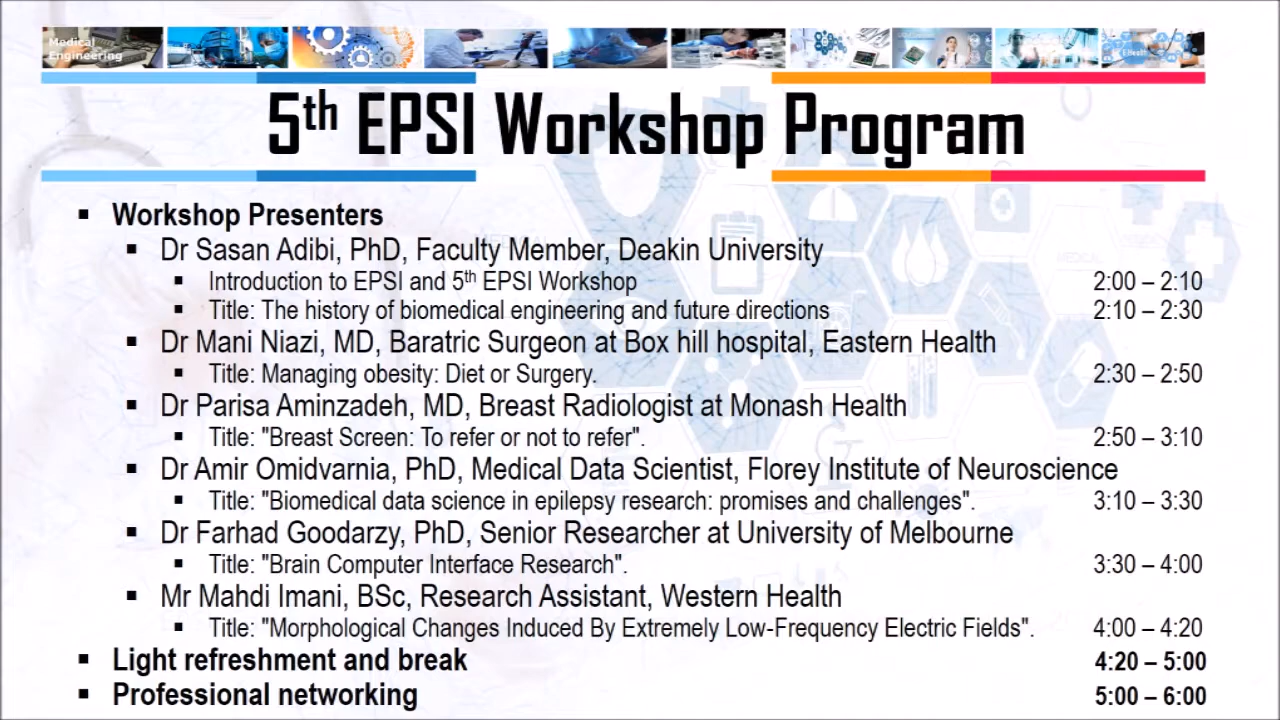 Medical
Engineering
EHealth
5th EPSI Workshop Program
▪ Workshop Presenters
▪ Dr Sasan Adibi, PhD, Faculty Member, Deakin University
▪ Introduction to EPSI and 5th EPSI Workshop 2:00 – 2:10
▪ Title: The history of biomedical engineering and future directions 2:10 – 2:30
▪ Dr Mani Niazi, MD, Baratric Surgeon at Box hill hospital, Eastern Health
▪ Title: Managing obesity: Diet or Surgery. 2:30 – 2:50
▪ Dr Parisa Aminzadeh, MD, Breast Radiologist at Monash Health
▪ Title: "Breast Screen: To refer or not to refer". 2:50 – 3:10
▪ Dr Amir Omidvarnia, PhD, Medical Data Scientist, Florey Institute of Neuroscience
▪ Title: "Biomedical data science in epilepsy research: promises and challenges". 3:10 – 3:30
▪ Dr Farhad Goodarzy, PhD, Senior Researcher at University of Melbourne
▪ Title: "Brain Computer Interface Research". 3:30 – 4:00
▪ Mr Mahdi Imani, BSc, Research Assistant, Western Health
▪ Title: "Morphological Changes Induced By Extremely Low-Frequency Electric Fields". 4:00 – 4:20
▪ Light refreshment and break 4:20 – 5:00
▪ Professional networking 5:00 – 6:00